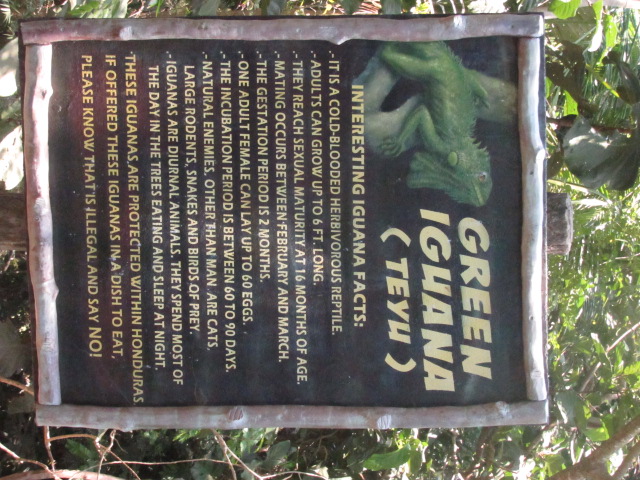 GREEN
IGUANA
( TEYU )
INTERESTING IGUANA FACTS:
. IT'S A COLD-BLOODED HERBIVOROUS REPTILE.
. ADULTS CAN GROW UP TO 6 FT. LONG.
. THEY REACH SEXUAL MATURITY AT 16 MONTHS OF AGE.
. MATING OCCURS BETWEEN FEBRUARY AND MARCH.
. THE GESTATION PERIOD IS 2 MONTHS.
. ONE ADULT FEMALE CAN LAY UP TO 60 EGGS.
. THE INCUBATION PERIOD IS BETWEEN 60 TO 90 DAYS.
. NATURAL ENEMIES, OTHER THAN MAN ARE CATS,
LARGE RODENTS, SNAKES AND BIRDS OF PREY.
. IGUANAS ARE DIURNAL ANIMALS, THEY SPEND MOST OF
THE DAY IN THE TREES EATING AND SLEEP AT NIGHT.
. THESE IGUANAS ARE PROTECTED WITHIN HONDURAS.
IF OFFERED THESE IGUANAS IN A DISH TO EAT,
PLEASE KNOW THAT IS ILLEGAL AND SAY NO!